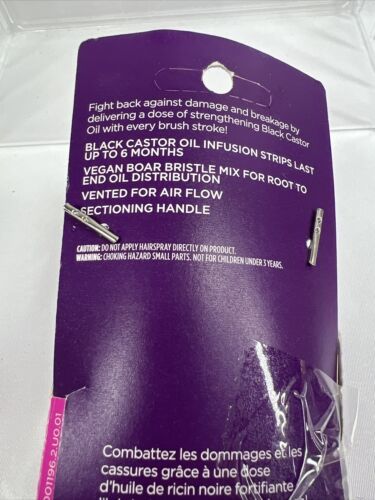 Fight back against damage and breakage by
delivering a dose of strengthening Black Castor
Oil with every brush stroke!
BLACK CASTOR OIL INFUSION STRIPS LAST
UP TO 6 MONTHS
VEGAN BOAR BRISTLE MIX FOR ROOT TO
END OIL DISTRIBUTION
VENTED FOR AIR FLOW
SECTIONING HANDLE
CAUTION: DO NOT APPLY HAIRSPRAY DIRECTLY ON PRODUCT.
WARNING: CHOKING HAZARD SMALL PARTS. NOT FOR CHILDREN UNDER 3 YEARS.
001196.2.U0.01
Combattez les dommages et les
cassures grâce à une dose
d'huile de ricin noire fortifiante